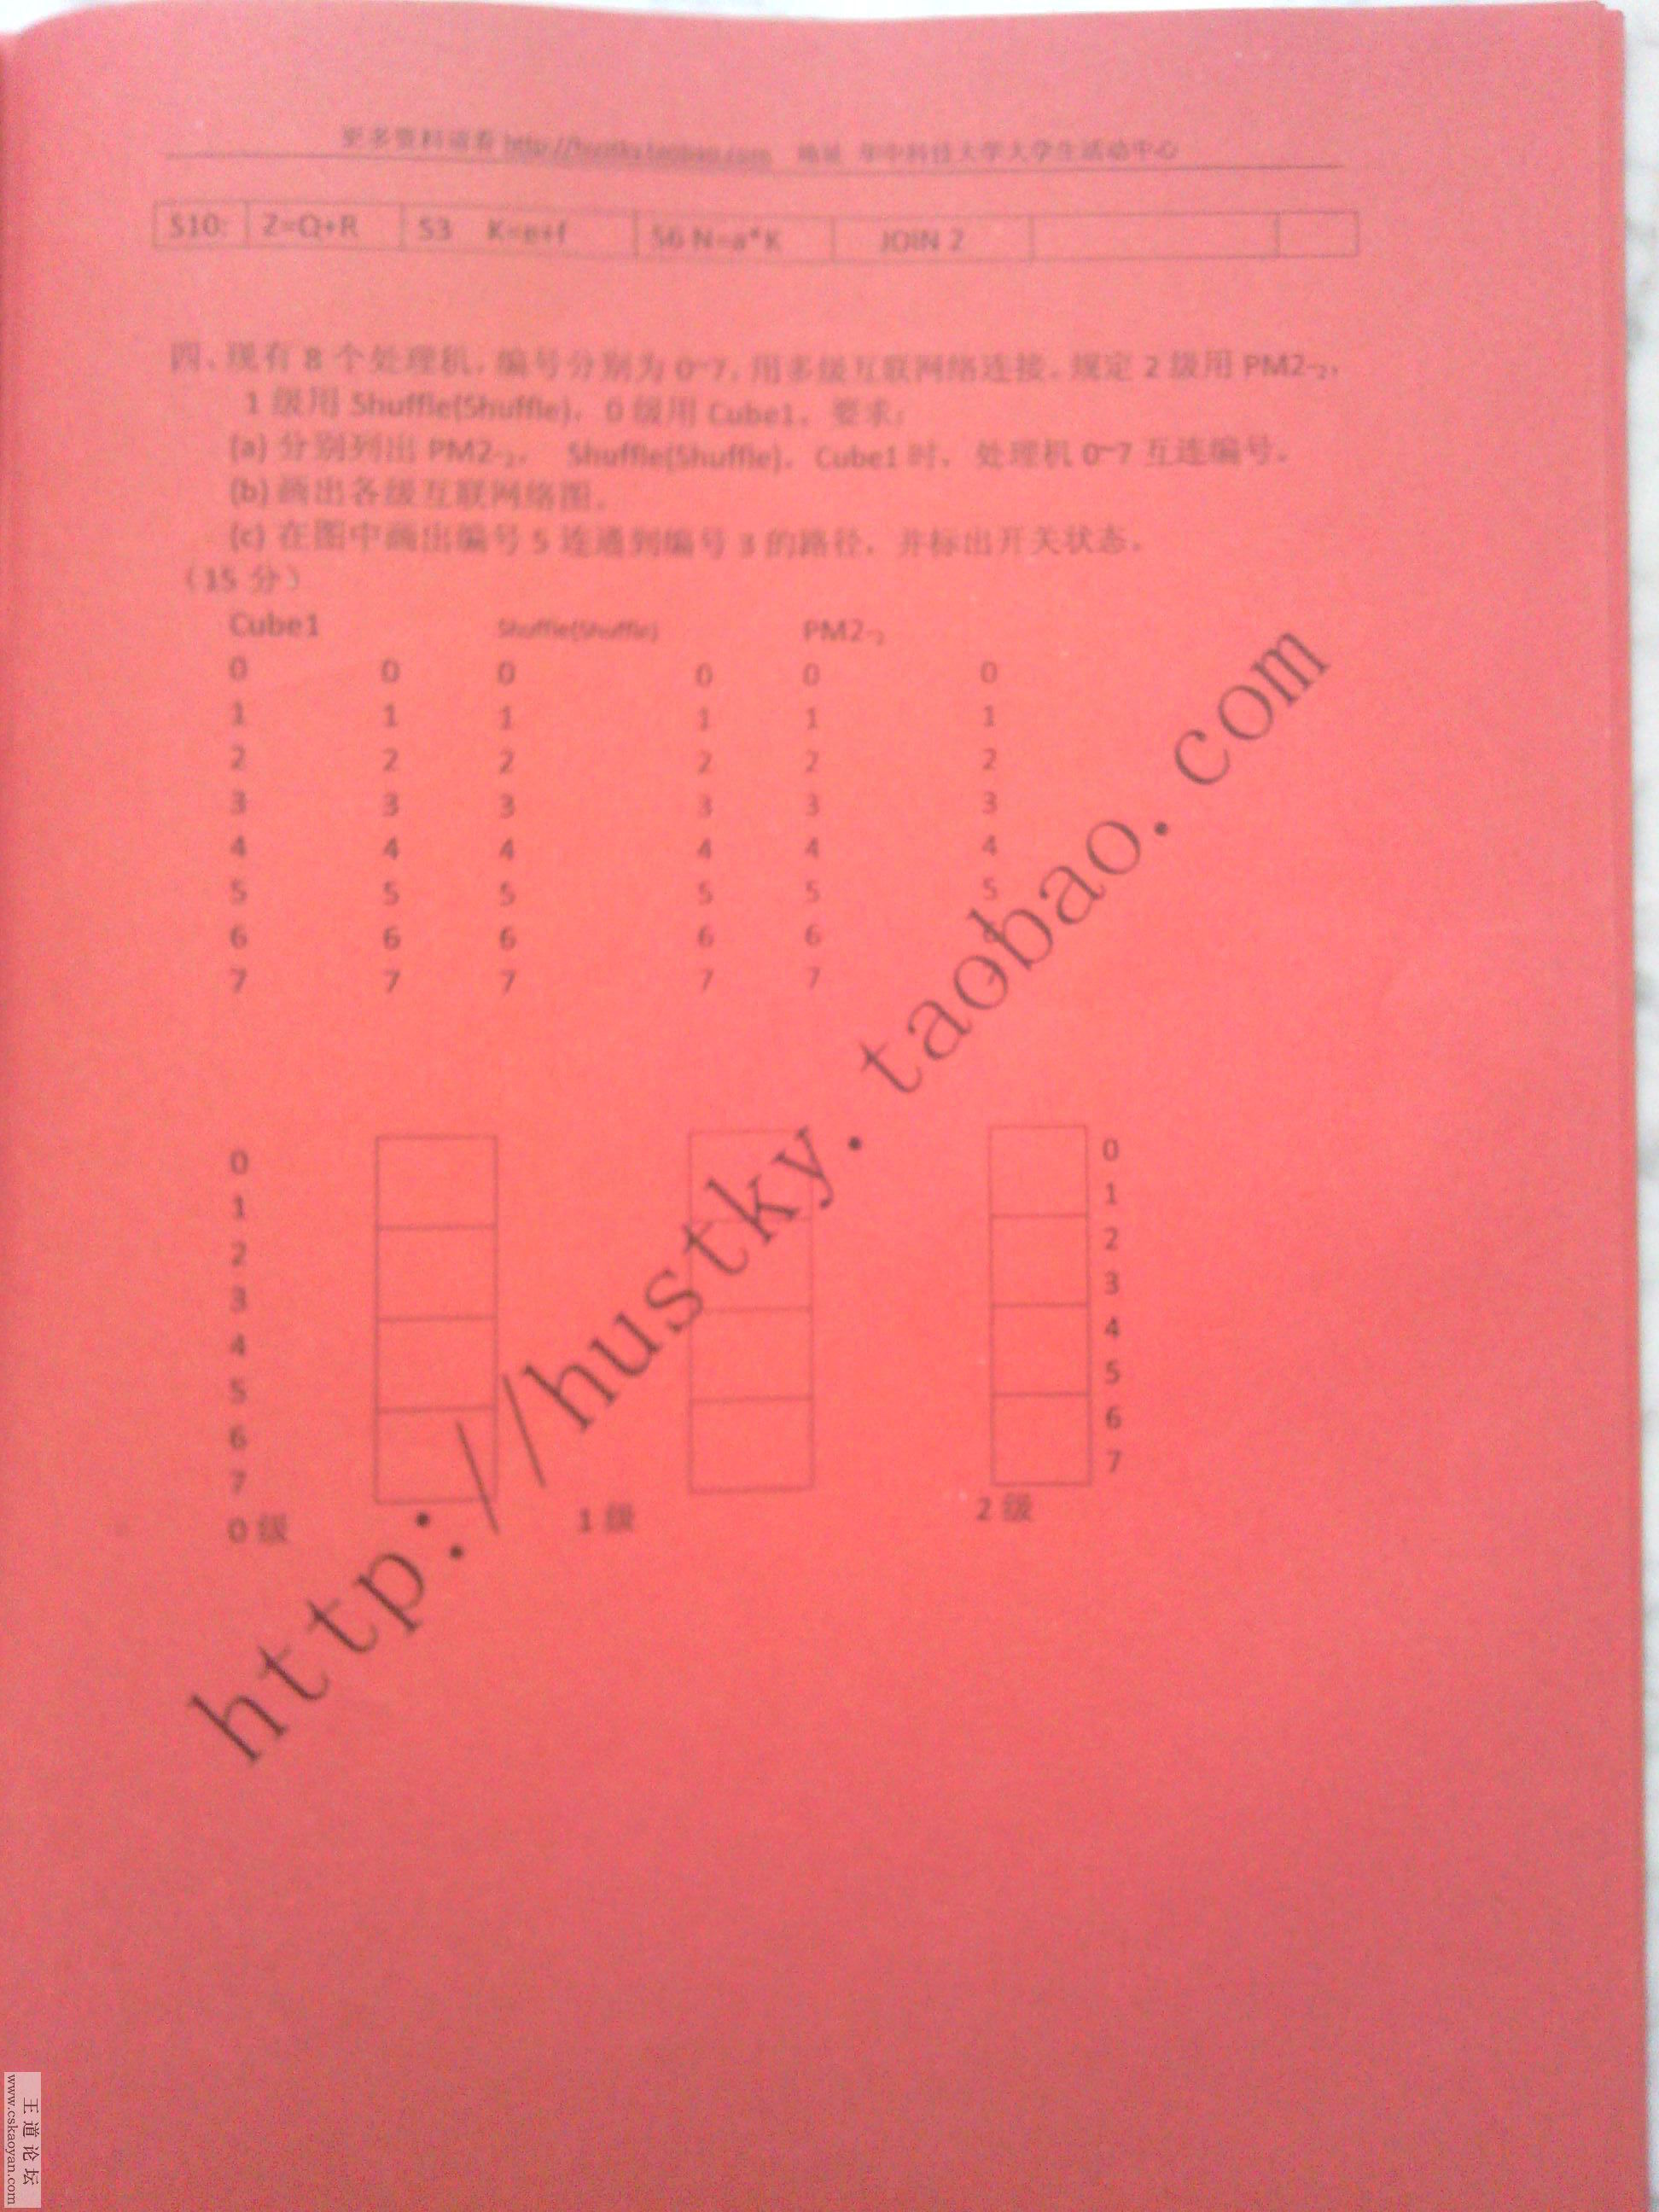 更多资料请看 http://hustky.taobao.com 地址 华中科技大学大学生活动中心
S10: Z=Q+R S3 K=e+f S6 N=a*K JOIN 2
四、现有 8 个处理机，编号分别为 0~7，用多级互联网络连接，规定 2 级用 PM2-₂，
1 级用 Shuffle(Shuffle)，0 级用 Cube1，要求：
(a) 分别列出 PM2-₂， Shuffle(Shuffle)，Cube1 时，处理机 0~7 互连编号。
(b) 画出各级互联网络图。
(c) 在图中画出编号 5 连通到编号 3 的路径，并标出开关状态。
（15 分）
Cube1 Shuffle(Shuffle) PM2-₂
0 0 0 0 0 0
1 1 1 1 1 1
2 2 2 2 2 2
3 3 3 3 3 3
4 4 4 4 4 4
5 5 5 5 5 5
6 6 6 6 6 6
7 7 7 7 7
0 0
1 1
2 2
3 3
4 4
5 5
6 6
7 7
0 级 1 级 2 级
http://hustky.taobao.com
王道论坛
www.cskaoyan.com